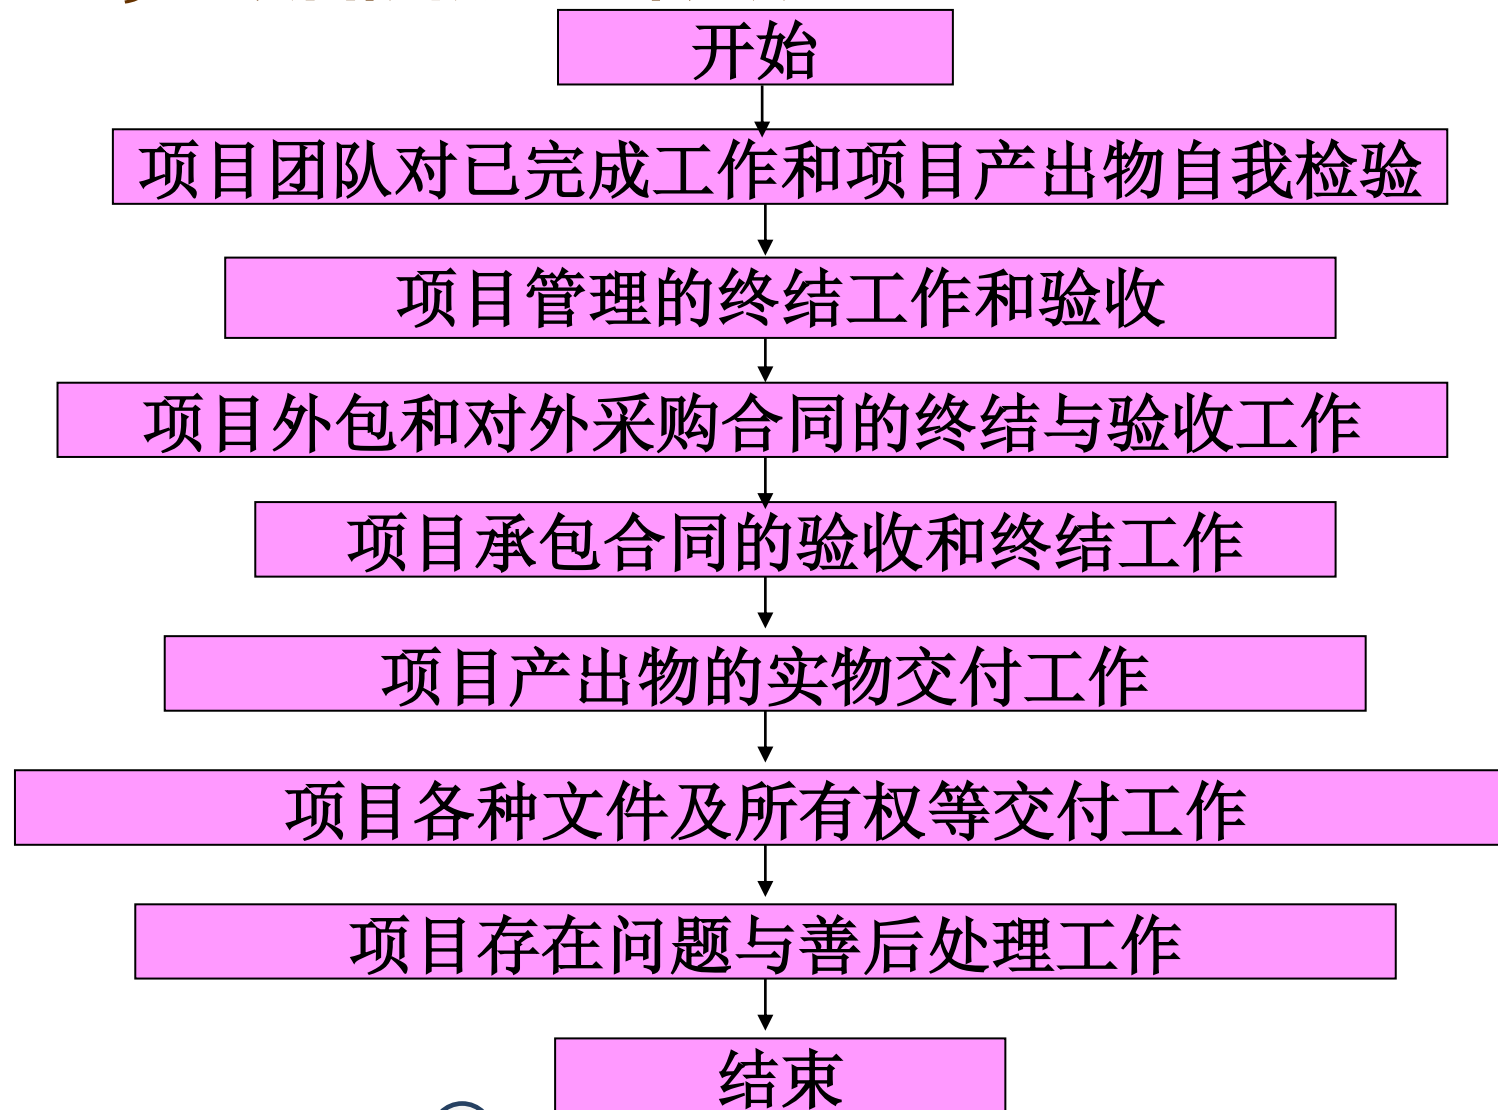 开始
项目团队对已完成工作和项目产出物自我检验
项目管理的终结工作和验收
项目外包和对外采购合同的终结与验收工作
项目承包合同的验收和终结工作
项目产出物的实物交付工作
项目各种文件及所有权等交付工作
项目存在问题与善后处理工作
结束